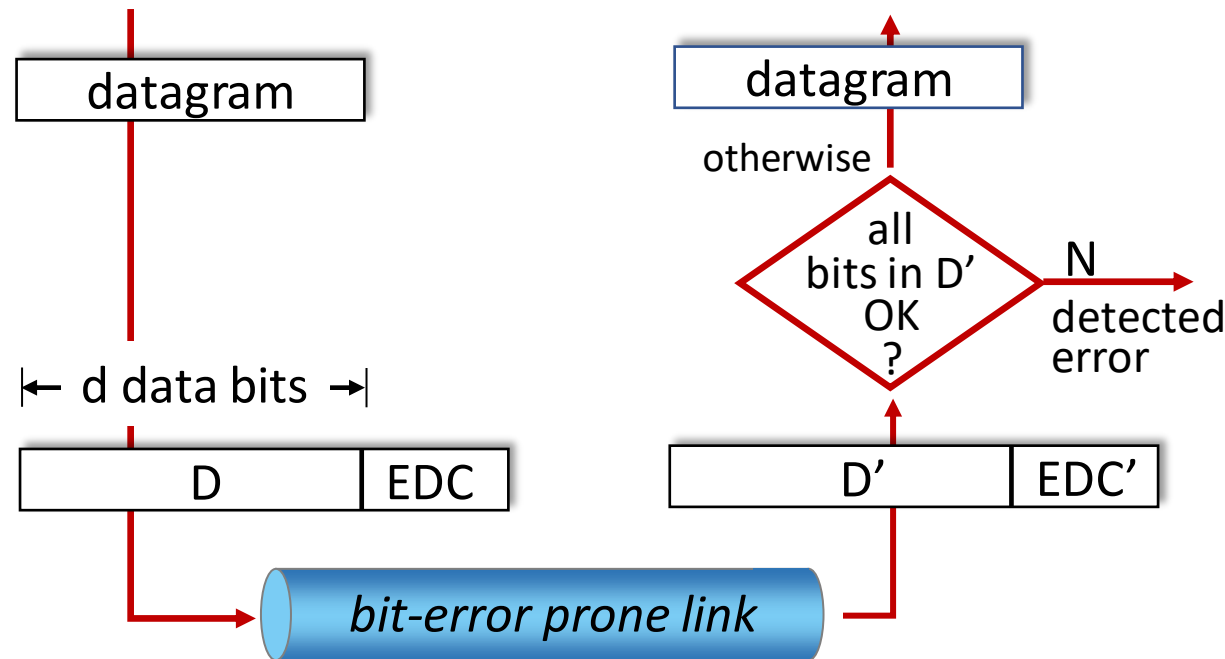 datagram
d data bits
D
EDC
bit-error prone link
datagram
otherwise
all
bits in D’
OK
?
N
detected
error
D’
EDC’